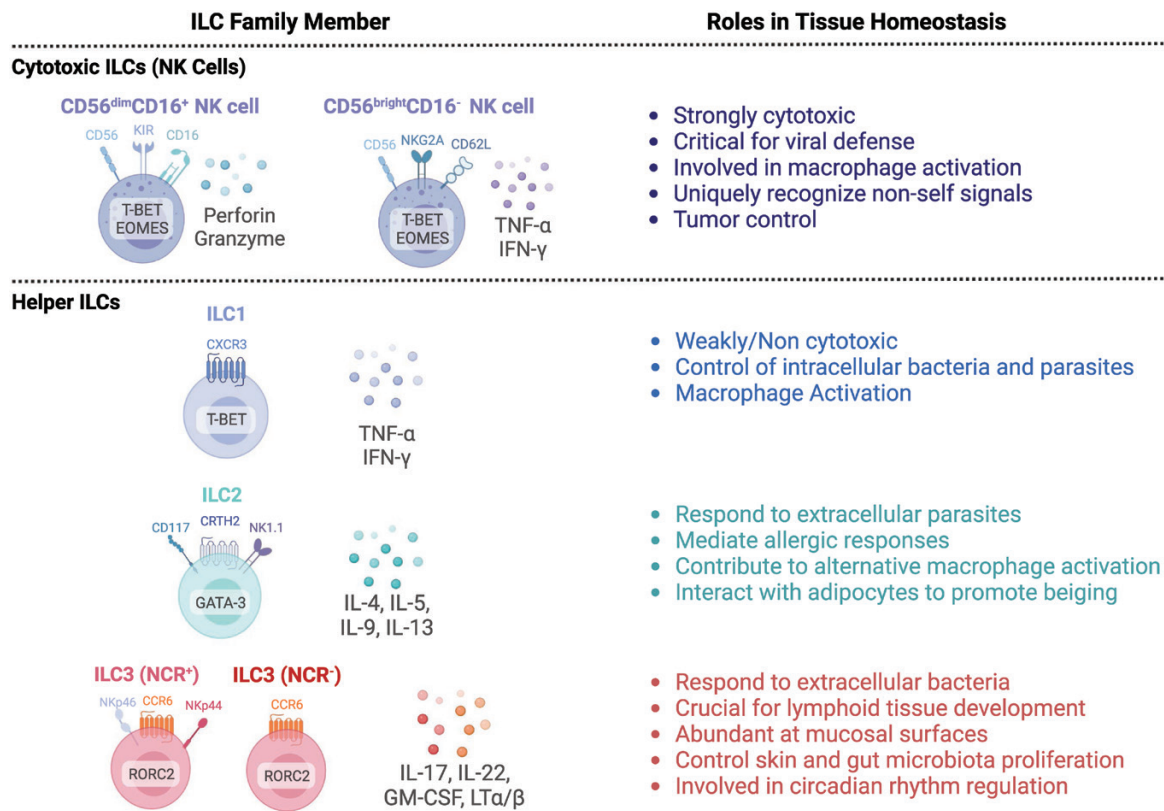 ILC Family Member
Roles in Tissue Homeostasis
Cytotoxic ILCs (NK Cells)
CD56dimCD16+ NK cell
CD56
KIR
CD16
T-BET
EOMES
Perforin
Granzyme
CD56brightCD16- NK cell
CD56
NKG2A
CD62L
T-BET
EOMES
TNF-α
IFN-γ
• Strongly cytotoxic
• Critical for viral defense
• Involved in macrophage activation
• Uniquely recognize non-self signals
• Tumor control
Helper ILCs
ILC1
CXCR3
T-BET
TNF-α
IFN-γ
• Weakly/Non cytotoxic
• Control of intracellular bacteria and parasites
• Macrophage Activation
ILC2
CD117
CRTH2
NK1.1
GATA-3
IL-4, IL-5,
IL-9, IL-13
• Respond to extracellular parasites
• Mediate allergic responses
• Contribute to alternative macrophage activation
• Interact with adipocytes to promote beiging
ILC3 (NCR+)
NKp46
CCR6
NKp44
RORC2
ILC3 (NCR-)
CCR6
RORC2
IL-17, IL-22,
GM-CSF, LTα/β
• Respond to extracellular bacteria
• Crucial for lymphoid tissue development
• Abundant at mucosal surfaces
• Control skin and gut microbiota proliferation
• Involved in circadian rhythm regulation